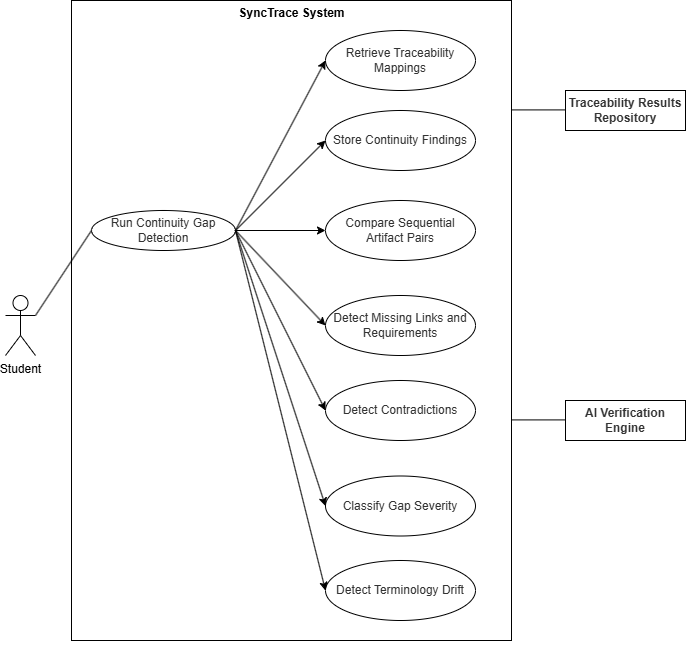 SyncTrace System
Retrieve Traceability
Mappings
Store Continuity Findings
Traceability Results
Repository
Run Continuity Gap
Detection
Compare Sequential
Artifact Pairs
Detect Missing Links and
Requirements
Student
Detect Contradictions
AI Verification
Engine
Classify Gap Severity
Detect Terminology Drift